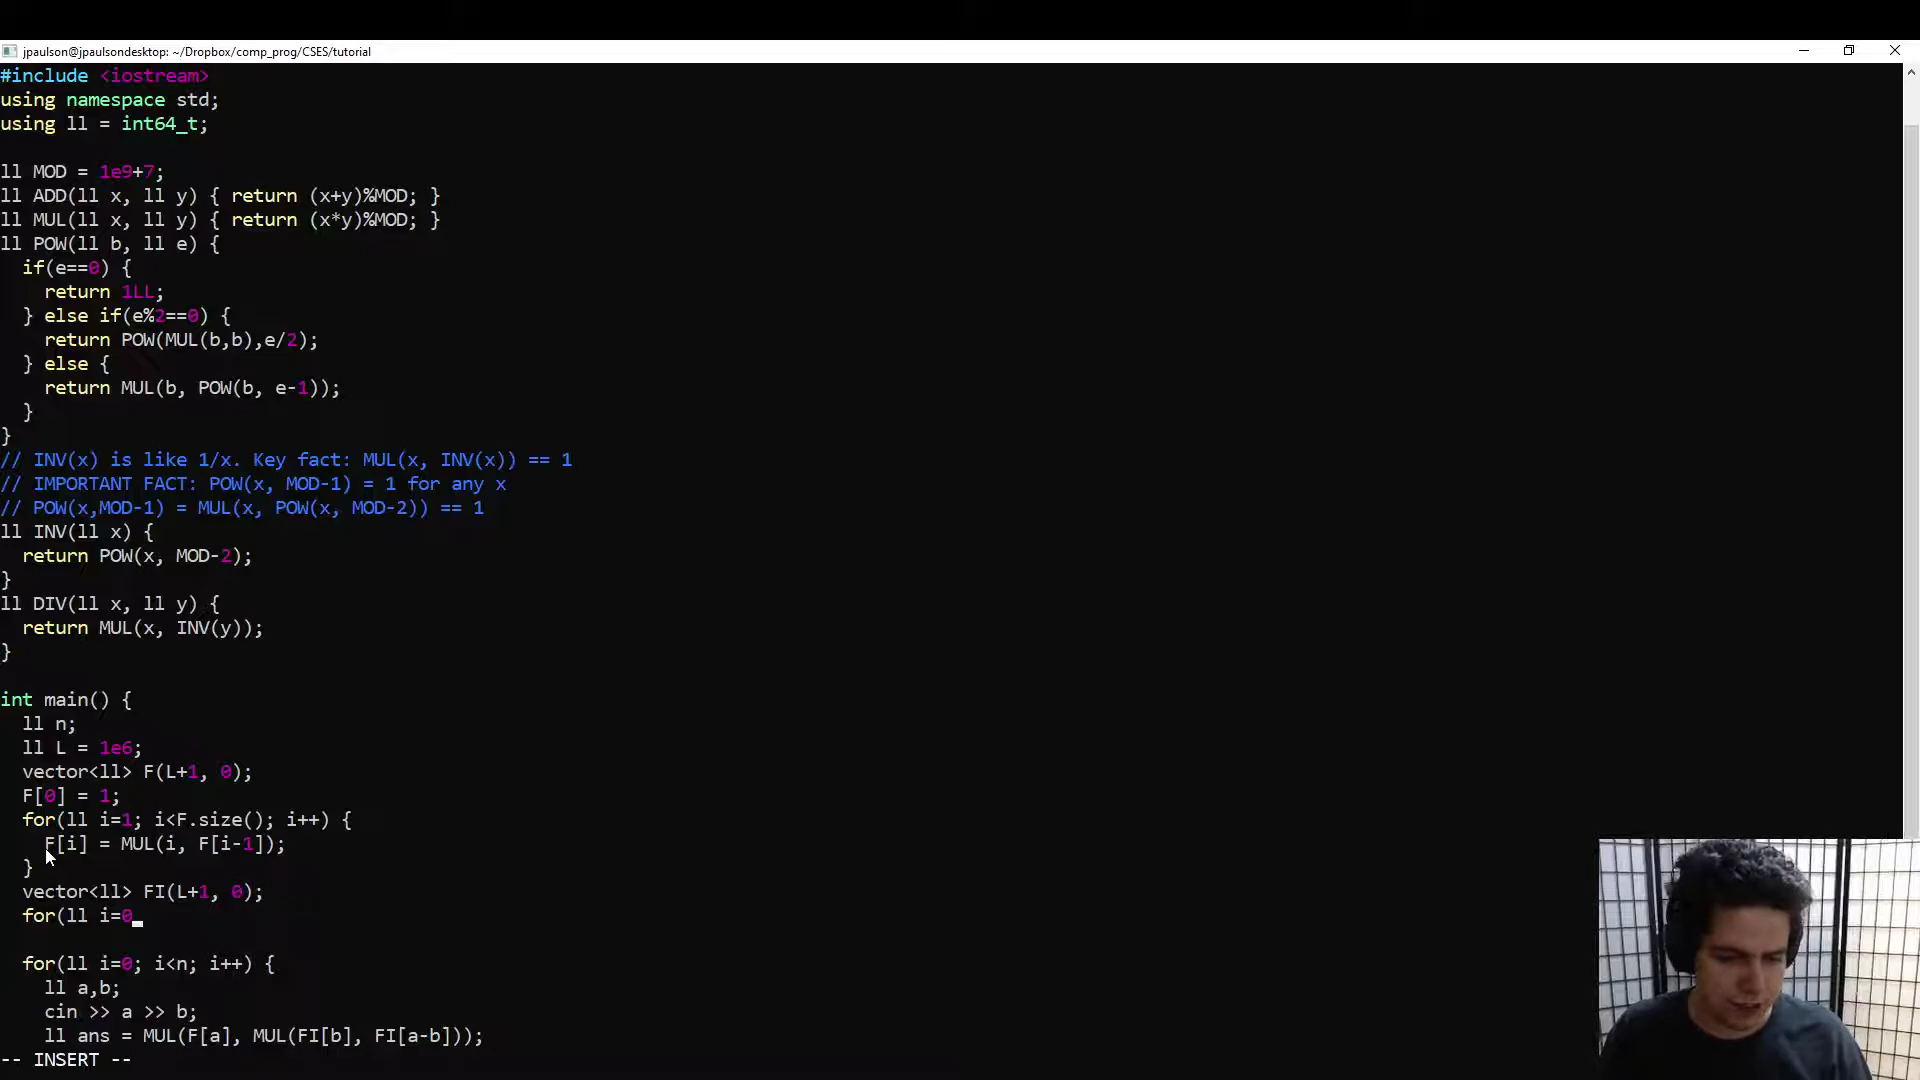 jpaulson@jpaulsondesktop: ~/Dropbox/comp_prog/CSES/tutorial
#include <iostream>
using namespace std;
using ll = int64_t;

ll MOD = 1e9+7;
ll ADD(ll x, ll y) { return (x+y)%MOD; }
ll MUL(ll x, ll y) { return (x*y)%MOD; }
ll POW(ll b, ll e) {
  if(e==0) {
    return 1LL;
  } else if(e%2==0) {
    return POW(MUL(b,b),e/2);
  } else {
    return MUL(b, POW(b, e-1));
  }
}
// INV(x) is like 1/x. Key fact: MUL(x, INV(x)) == 1
// IMPORTANT FACT: POW(x, MOD-1) = 1 for any x
// POW(x,MOD-1) = MUL(x, POW(x, MOD-2)) == 1
ll INV(ll x) {
  return POW(x, MOD-2);
}
ll DIV(ll x, ll y) {
  return MUL(x, INV(y));
}

int main() {
  ll n;
  ll L = 1e6;
  vector<ll> F(L+1, 0);
  F[0] = 1;
  for(ll i=1; i<F.size(); i++) {
    F[i] = MUL(i, F[i-1]);
  }
  vector<ll> FI(L+1, 0);
  for(ll i=0

  for(ll i=0; i<n; i++) {
    ll a,b;
    cin >> a >> b;
    ll ans = MUL(F[a], MUL(FI[b], FI[a-b]));
-- INSERT --